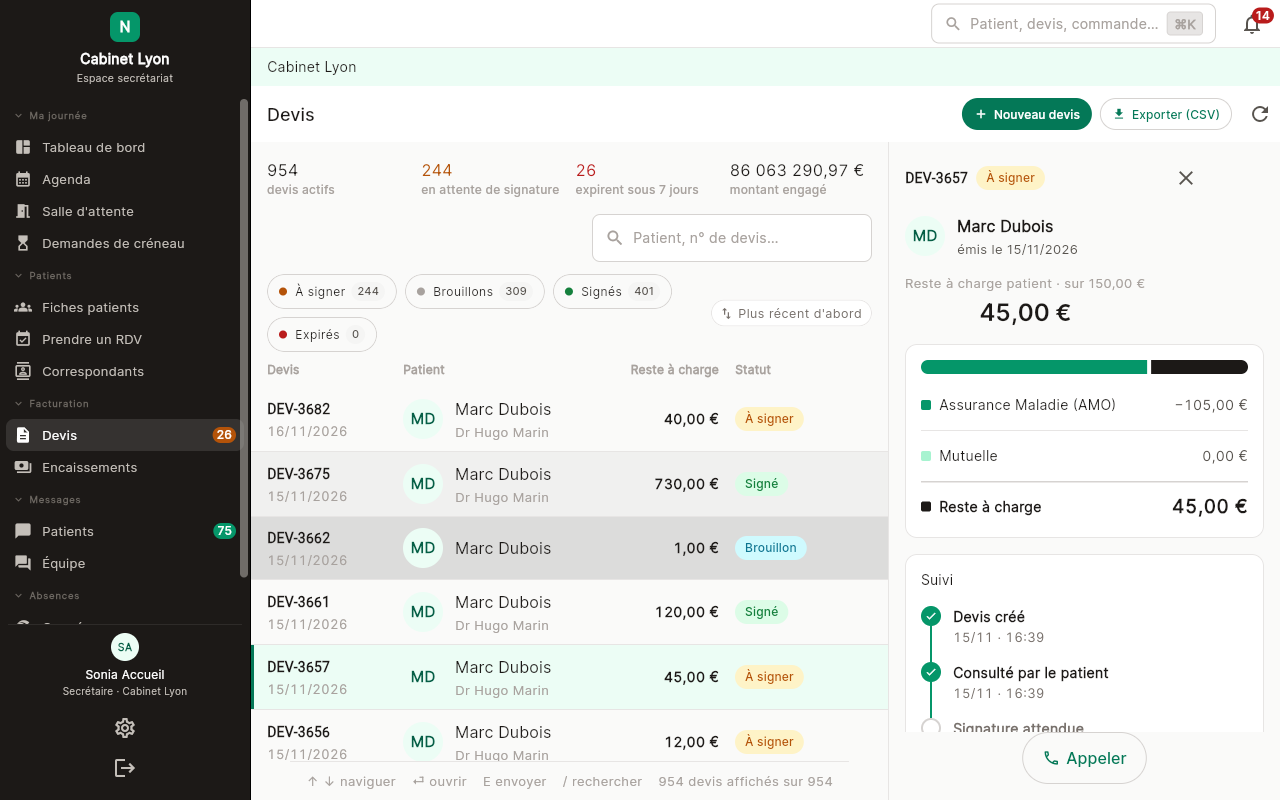 N
Cabinet Lyon
Espace secrétariat
Ma journée
Tableau de bord
Agenda
Salle d'attente
Demandes de créneau
Patients
Fiches patients
Prendre un RDV
Correspondants
Facturation
Devis 26
Encaissements
Messages
Patients 75
Équipe
Absences
SA
Sonia Accueil
Secrétaire · Cabinet Lyon
Patient, devis, commande... ⌘K
14
Cabinet Lyon
Devis
+ Nouveau devis
Exporter (CSV)
954
devis actifs
244
en attente de signature
26
expirent sous 7 jours
86 063 290,97 €
montant engagé
Patient, n° de devis...
À signer 244
Brouillons 309
Signés 401
Expirés 0
Plus récent d'abord
Devis Patient Reste à charge Statut
DEV-3682 MD Marc Dubois 40,00 € À signer
16/11/2026 Dr Hugo Marin
DEV-3675 MD Marc Dubois 730,00 € Signé
15/11/2026 Dr Hugo Marin
DEV-3662 MD Marc Dubois 1,00 € Brouillon
15/11/2026
DEV-3661 MD Marc Dubois 120,00 € Signé
15/11/2026 Dr Hugo Marin
DEV-3657 MD Marc Dubois 45,00 € À signer
15/11/2026 Dr Hugo Marin
DEV-3656 MD Marc Dubois 12,00 € À signer
15/11/2026 Dr Hugo Marin
↑ ↓ naviguer ⏎ ouvrir E envoyer / rechercher 954 devis affichés sur 954
DEV-3657 À signer
MD
Marc Dubois
émis le 15/11/2026
Reste à charge patient · sur 150,00 €
45,00 €
Assurance Maladie (AMO) −105,00 €
Mutuelle 0,00 €
Reste à charge 45,00 €
Suivi
Devis créé
15/11 · 16:39
Consulté par le patient
15/11 · 16:39
Signature attendue
Appeler